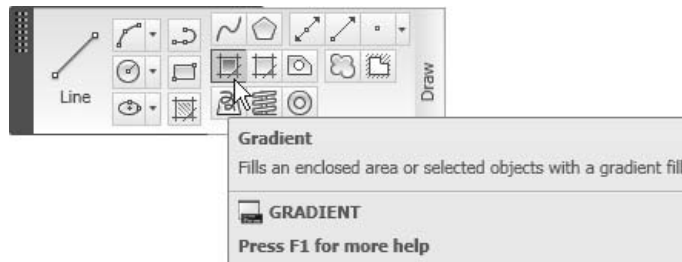 Line
Draw
Gradient
Fills an enclosed area or selected objects with a gradient fill
GRADIENT
Press F1 for more help